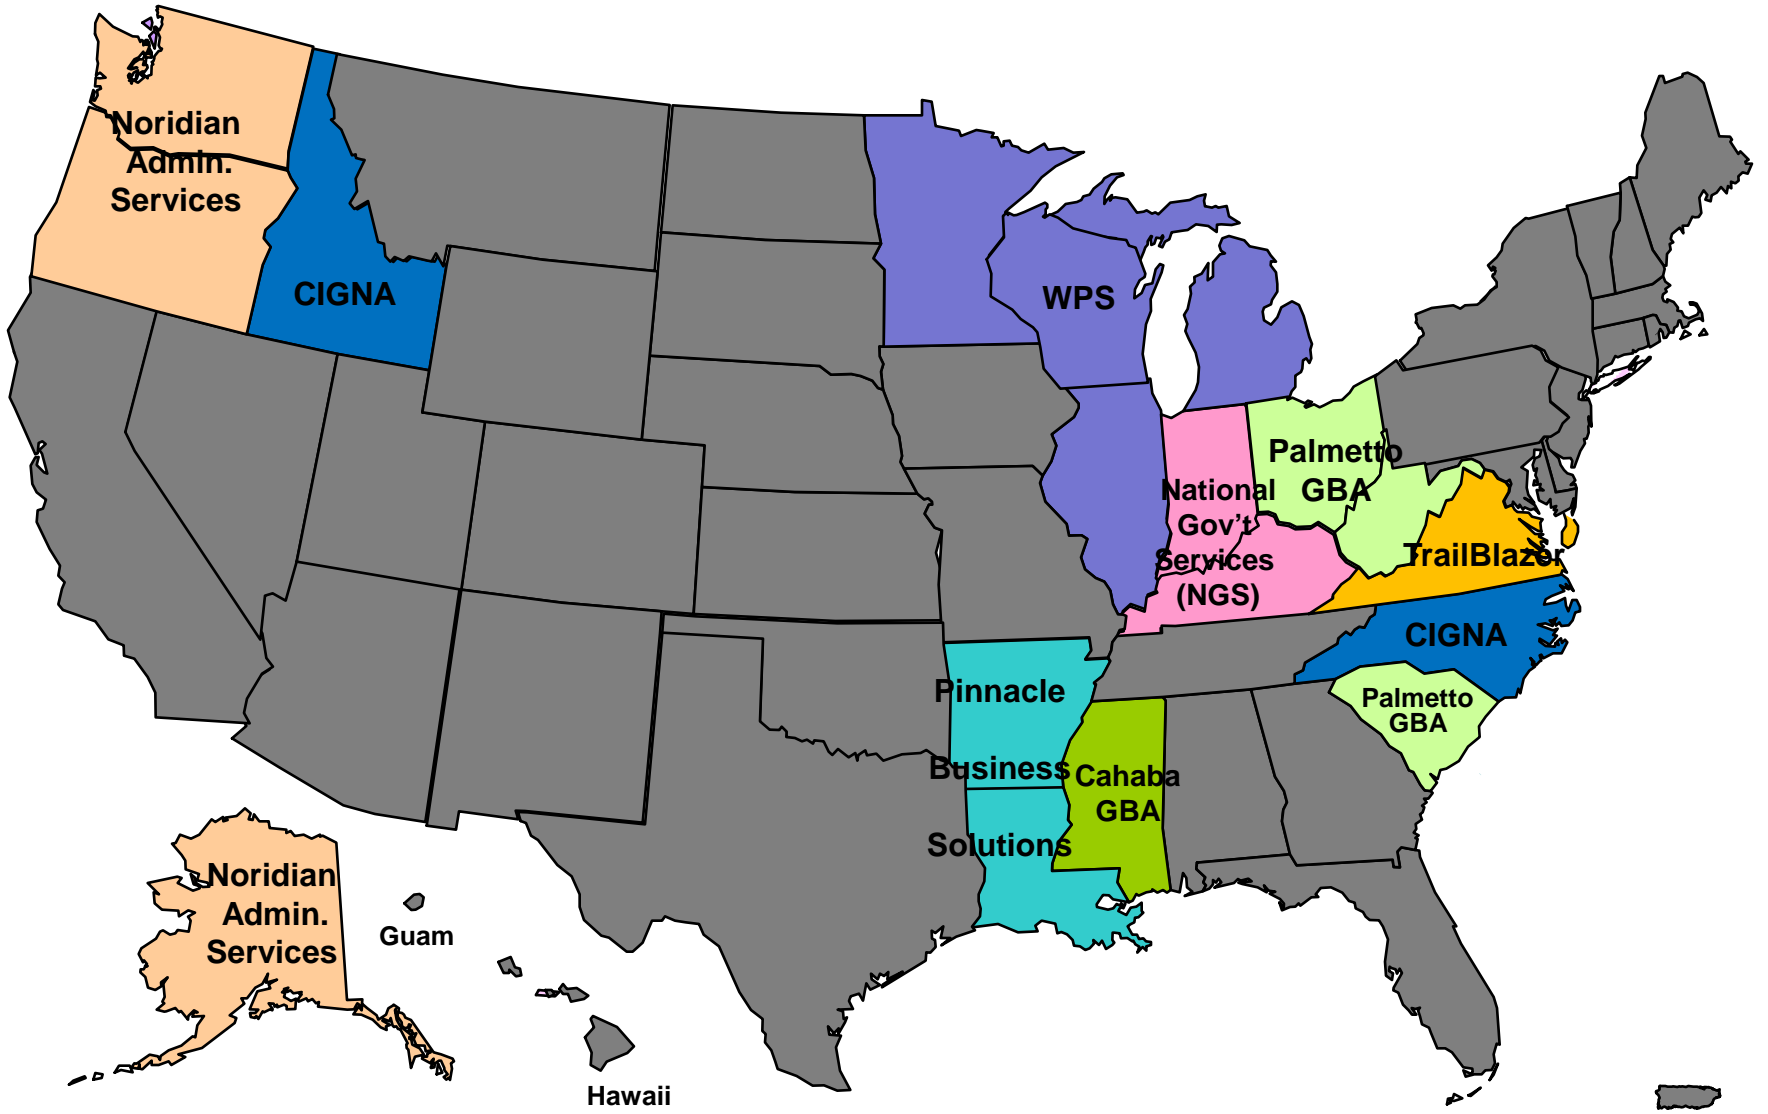 Noridian
Admin.
Services
CIGNA
WPS
Palmetto
GBA
National
Gov't
Services
(NGS)
TrailBlazer
CIGNA
Palmetto
GBA
Pinnacle
Business
Solutions
Cahaba
GBA
Noridian
Admin.
Services
Guam
Hawaii